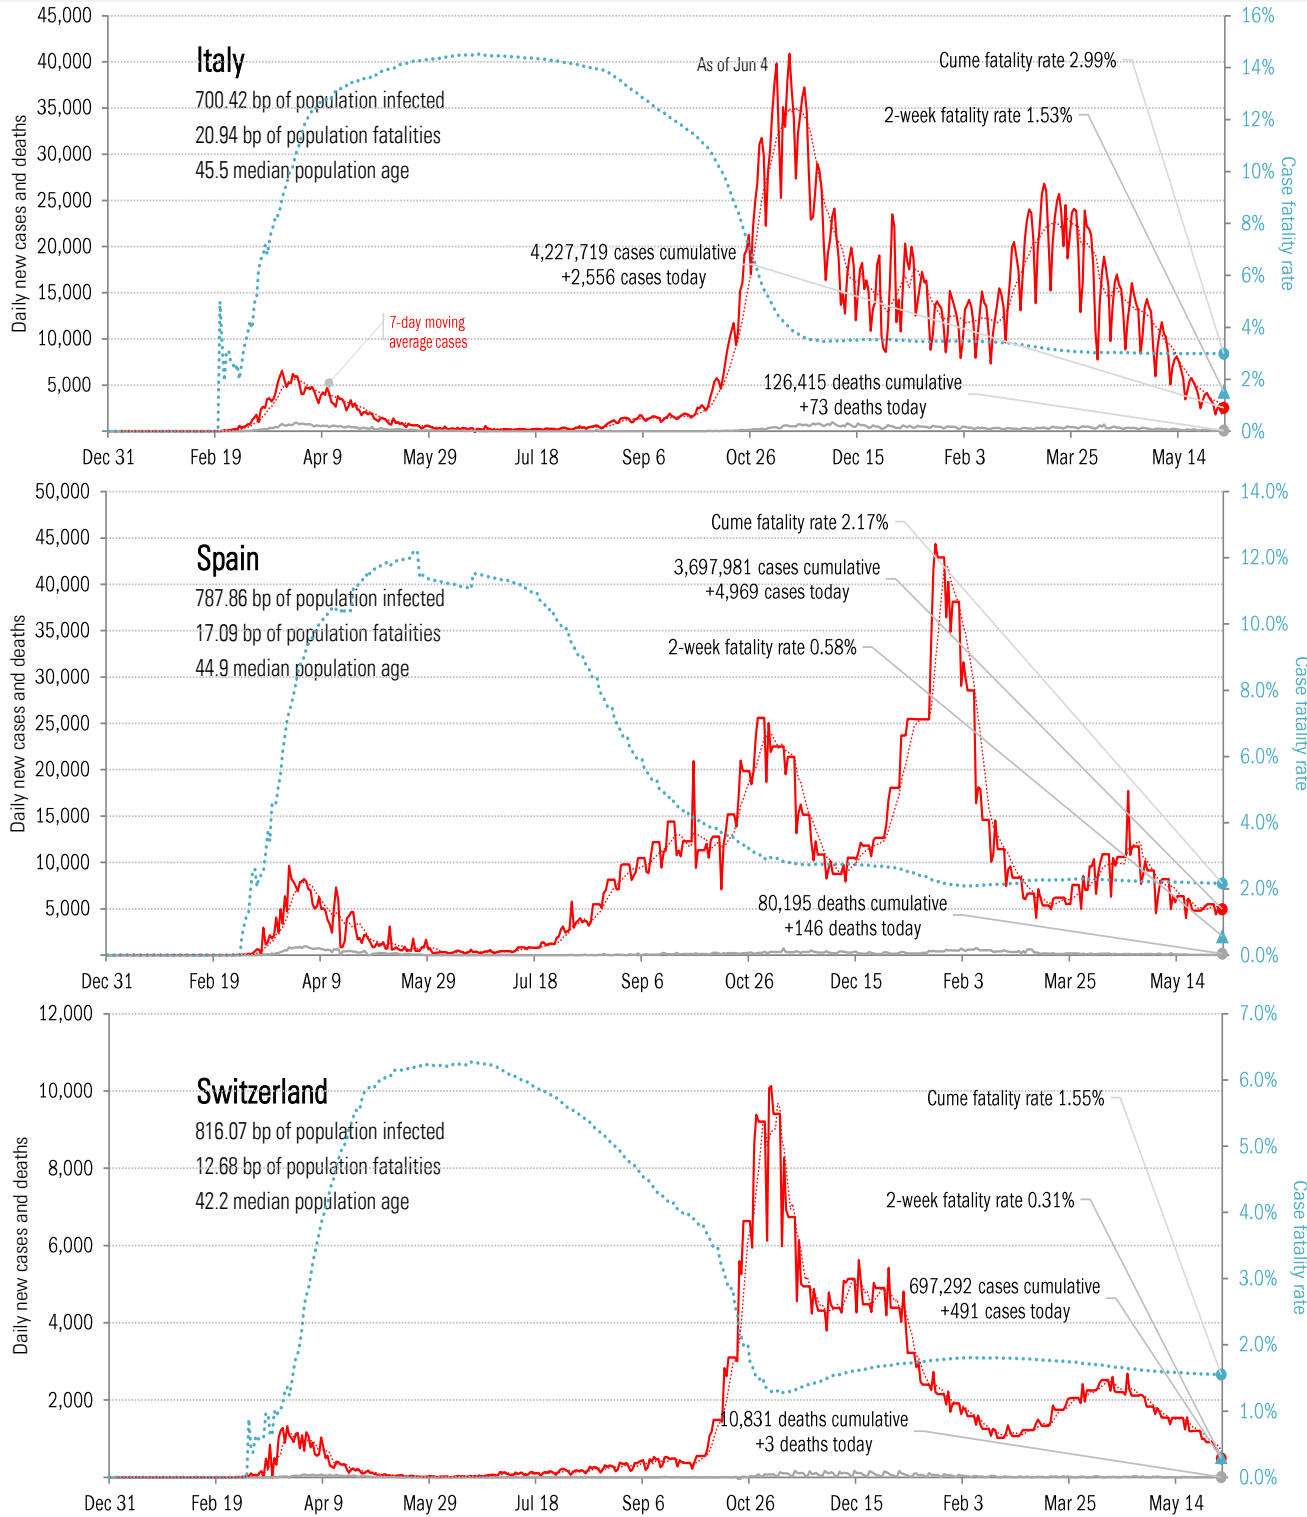 45,000
40,000
35,000
30,000
25,000
20,000
15,000
10,000
5,000
Daily new cases and deaths
16%
14%
12%
10%
8%
6%
4%
2%
0%
Case fatality rate
Italy
700.42 bp of population infected
20.94 bp of population fatalities
45.5 median population age
As of Jun 4
Cume fatality rate 2.99%
2-week fatality rate 1.53%
4,227,719 cases cumulative
+2,556 cases today
7-day moving
average cases
126,415 deaths cumulative
+73 deaths today
Dec 31
Feb 19
Apr 9
May 29
Jul 18
Sep 6
Oct 26
Dec 15
Feb 3
Mar 25
May 14
50,000
45,000
40,000
35,000
30,000
25,000
20,000
15,000
10,000
5,000
Daily new cases and deaths
14.0%
12.0%
10.0%
8.0%
6.0%
4.0%
2.0%
0.0%
Case fatality rate
Spain
787.86 bp of population infected
17.09 bp of population fatalities
44.9 median population age
Cume fatality rate 2.17%
3,697,981 cases cumulative
+4,969 cases today
2-week fatality rate 0.58%
80,195 deaths cumulative
+146 deaths today
Dec 31
Feb 19
Apr 9
May 29
Jul 18
Sep 6
Oct 26
Dec 15
Feb 3
Mar 25
May 14
12,000
10,000
8,000
6,000
4,000
2,000
Daily new cases and deaths
7.0%
6.0%
5.0%
4.0%
3.0%
2.0%
1.0%
0.0%
Case fatality rate
Switzerland
816.07 bp of population infected
12.68 bp of population fatalities
42.2 median population age
Cume fatality rate 1.55%
2-week fatality rate 0.31%
697,292 cases cumulative
+491 cases today
10,831 deaths cumulative
+3 deaths today
Dec 31
Feb 19
Apr 9
May 29
Jul 18
Sep 6
Oct 26
Dec 15
Feb 3
Mar 25
May 14